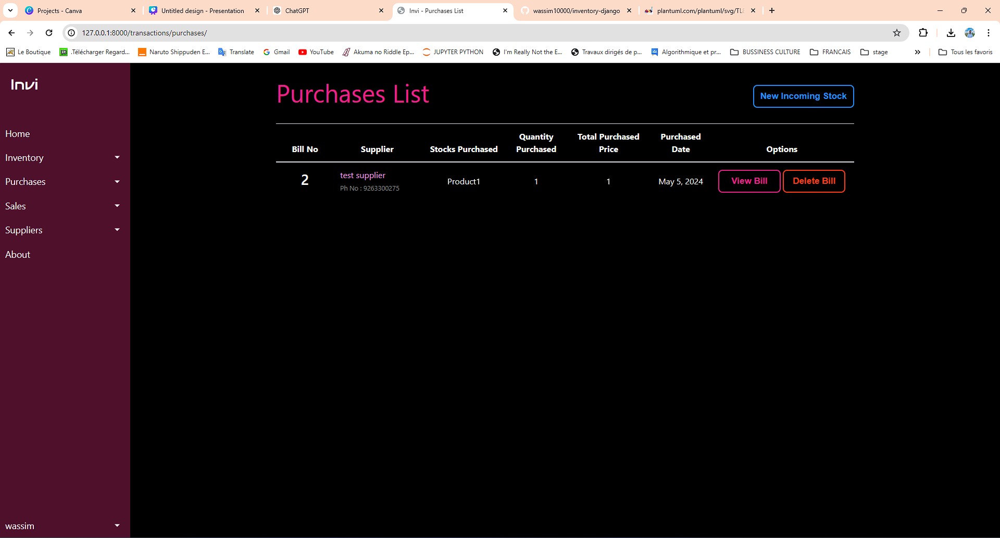 Projects - Canva
Untitled design - Presentation
ChatGPT
Invi - Purchases List
wassim10000/inventory-django
plantuml.com/plantuml/svg/TL
127.0.0.1:8000/transactions/purchases/
Le Boutique
.Télécharger Regard...
Naruto Shippuden E...
Translate
Gmail
YouTube
Akuma no Riddle Ep...
JUPYTER PYTHON
I'm Really Not the E...
Travaux dirigés de p...
Algorithmique et pr...
BUSSINESS CULTURE
FRANCAIS
stage
Tous les favoris
Invi
Home
Inventory
Purchases
Sales
Suppliers
About
wassim
Purchases List
New Incoming Stock
Bill No
Supplier
Stocks Purchased
Quantity
Purchased
Total Purchased
Price
Purchased
Date
Options
2
test supplier
Ph No : 9263300275
Product1
1
1
May 5, 2024
View Bill
Delete Bill